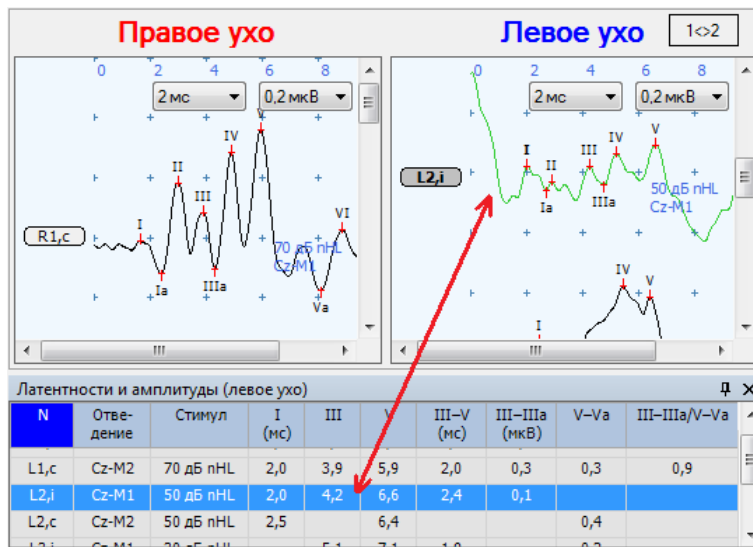 Правое ухо
Левое ухо
1<>2
0 2 4 6 8
2 мс
0,2 мкВ
I II III IV V VI
Ia IIIa Va
R1,c
70 дБ nHL
Cz-M1
0 2 4 6 8
2 мс
0,2 мкВ
I II III IV V
Ia IIIa
L2,i
50 дБ nHL
Cz-M1
I IV V
Латентности и амплитуды (левое ухо)
N Отве-дение Стимул I (мс) III V III–V (мс) III–IIIa (мкВ) V–Va III–IIIa/V–Va
L1,c Cz-M2 70 дБ nHL 2,0 3,9 5,9 2,0 0,3 0,3 0,9
L2,i Cz-M1 50 дБ nHL 2,0 4,2 6,6 2,4 0,1
L2,c Cz-M2 50 дБ nHL 2,5 6,4 0,4